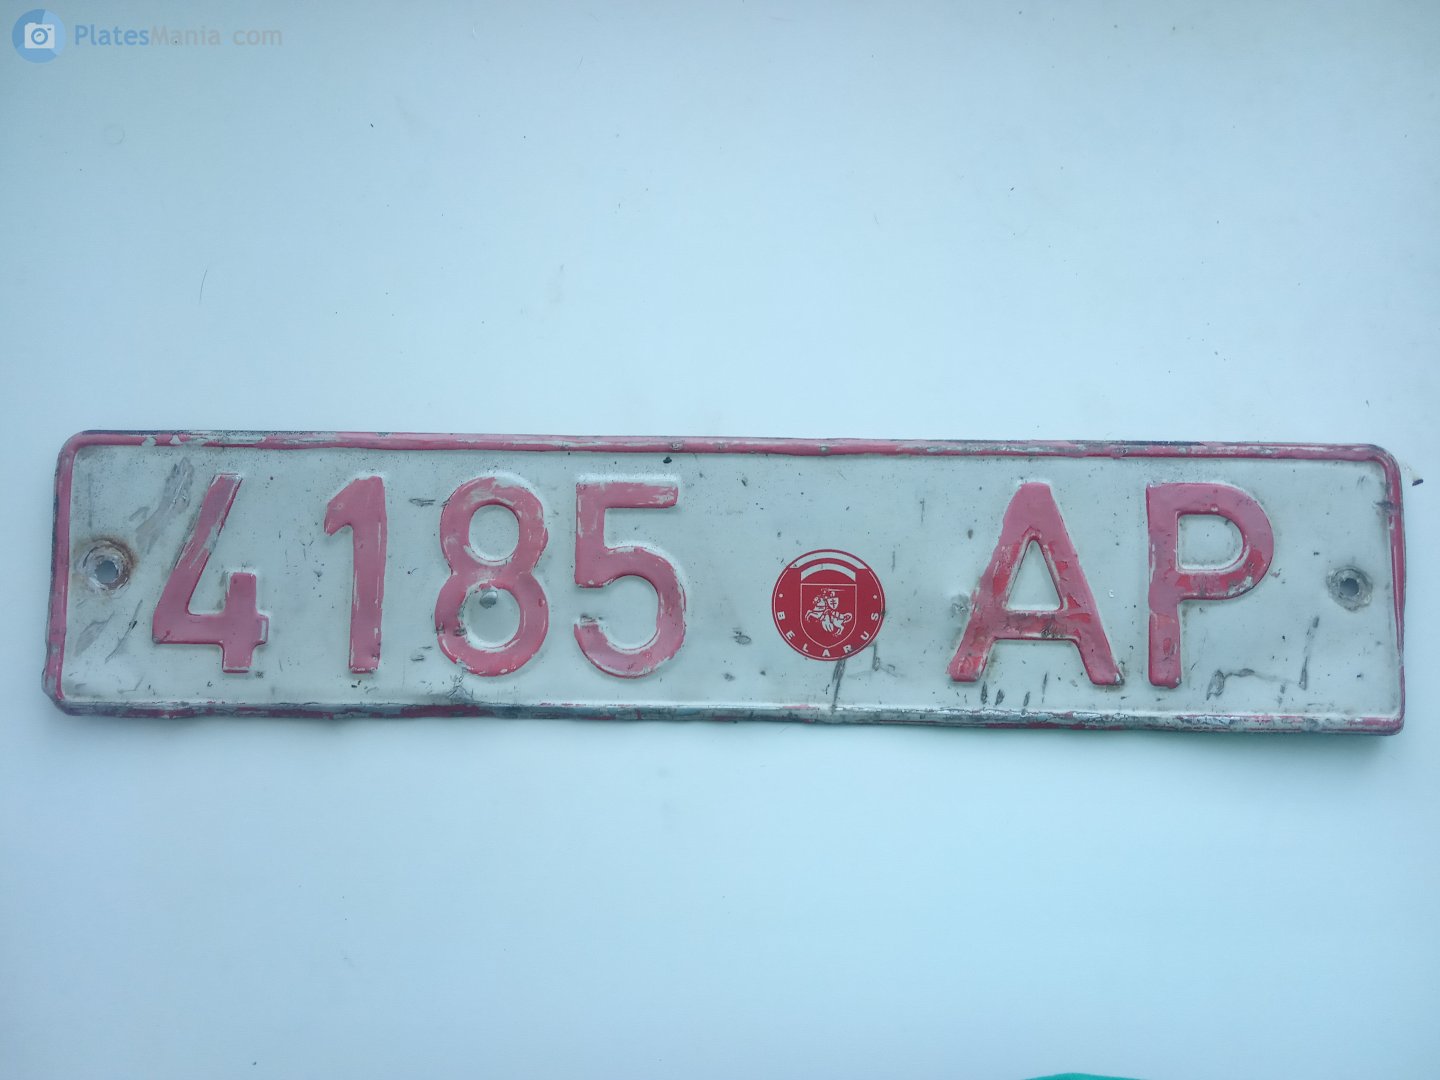 PlatesMania com
4185 AP
BELARUS